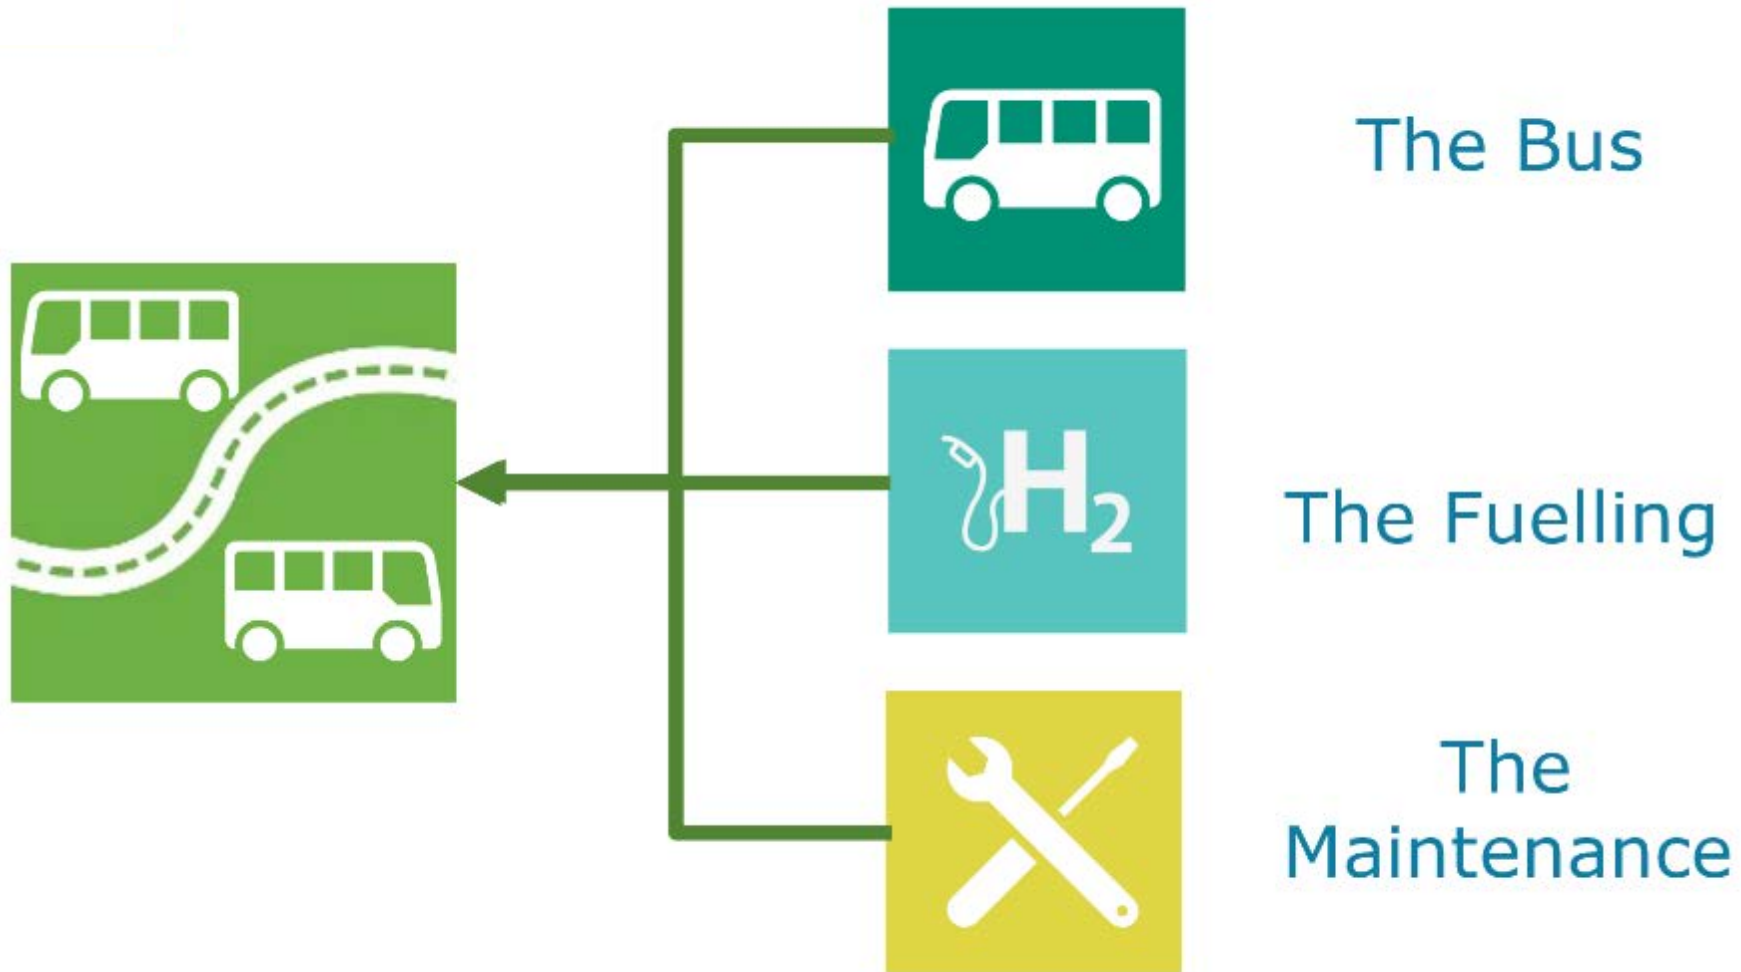 The Bus
H2
The Fuelling
The
Maintenance